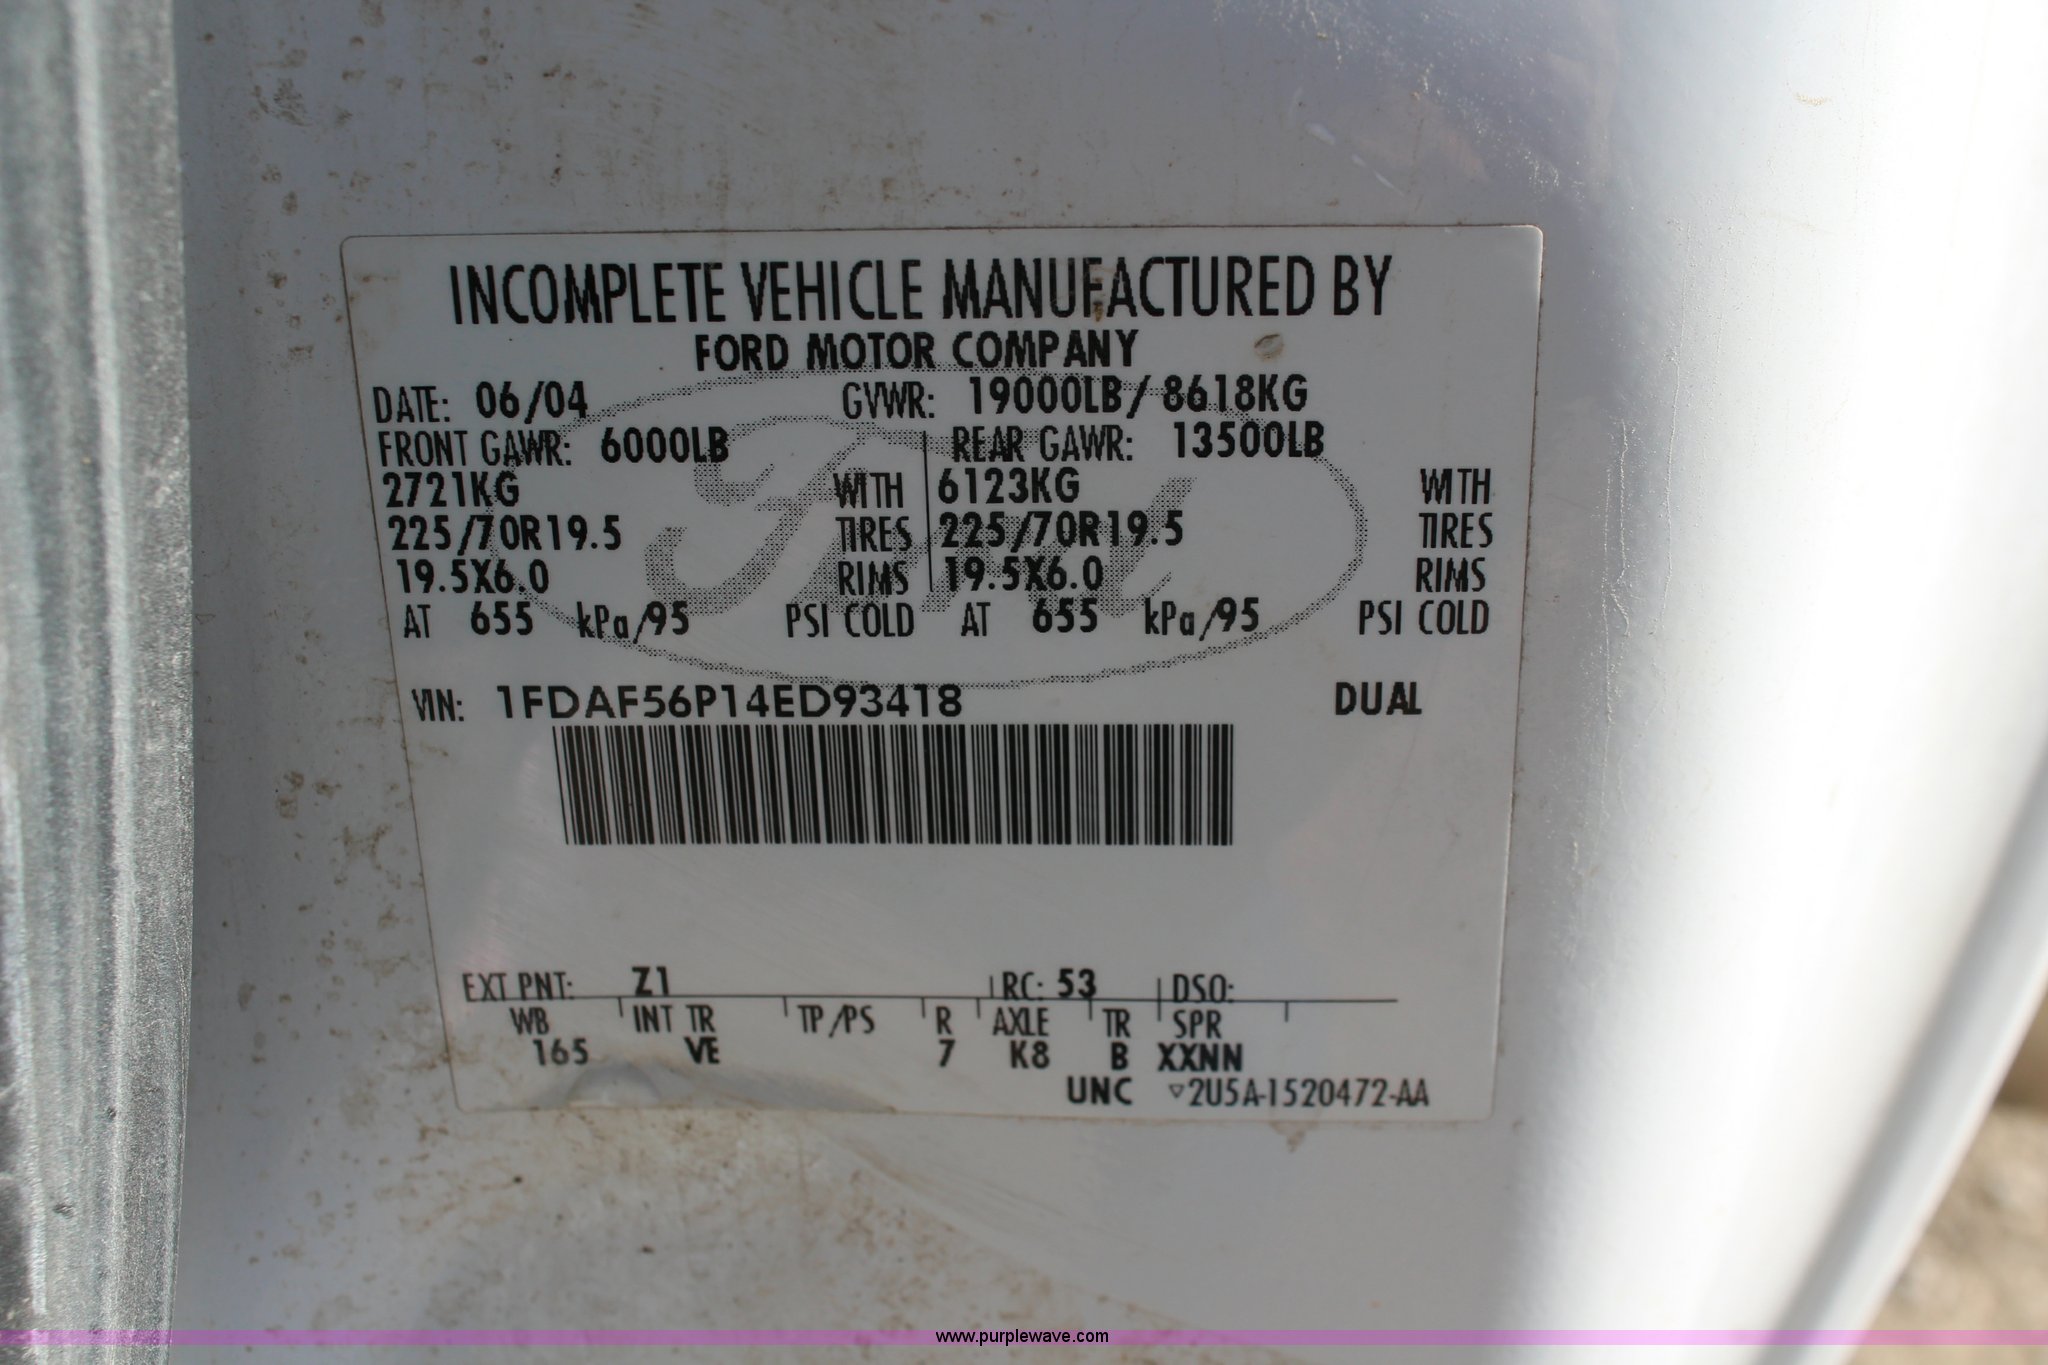 INCOMPLETE VEHICLE MANUFACTURED BY
FORD MOTOR COMPANY
DATE: 06/04 GVWR: 19000LB/ 8618KG
FRONT GAWR: 6000LB REAR GAWR: 13500LB
2721KG WITH 6123KG WITH
225/70R19.5 TIRES 225/70R19.5 TIRES
19.5X6.0 RIMS 19.5X6.0 RIMS
AT 655 kPa/95 PSI COLD AT 655 kPa/95 PSI COLD
VIN: 1FDAF56P14ED93418 DUAL
EXT PNT: Z1 RC: 53 DSO:
WB INT TR TP/PS R AXLE TR SPR
165 VE 7 K8 B XXNN
UNC ▽2U5A-1520472-AA
Ford
www.purplewave.com